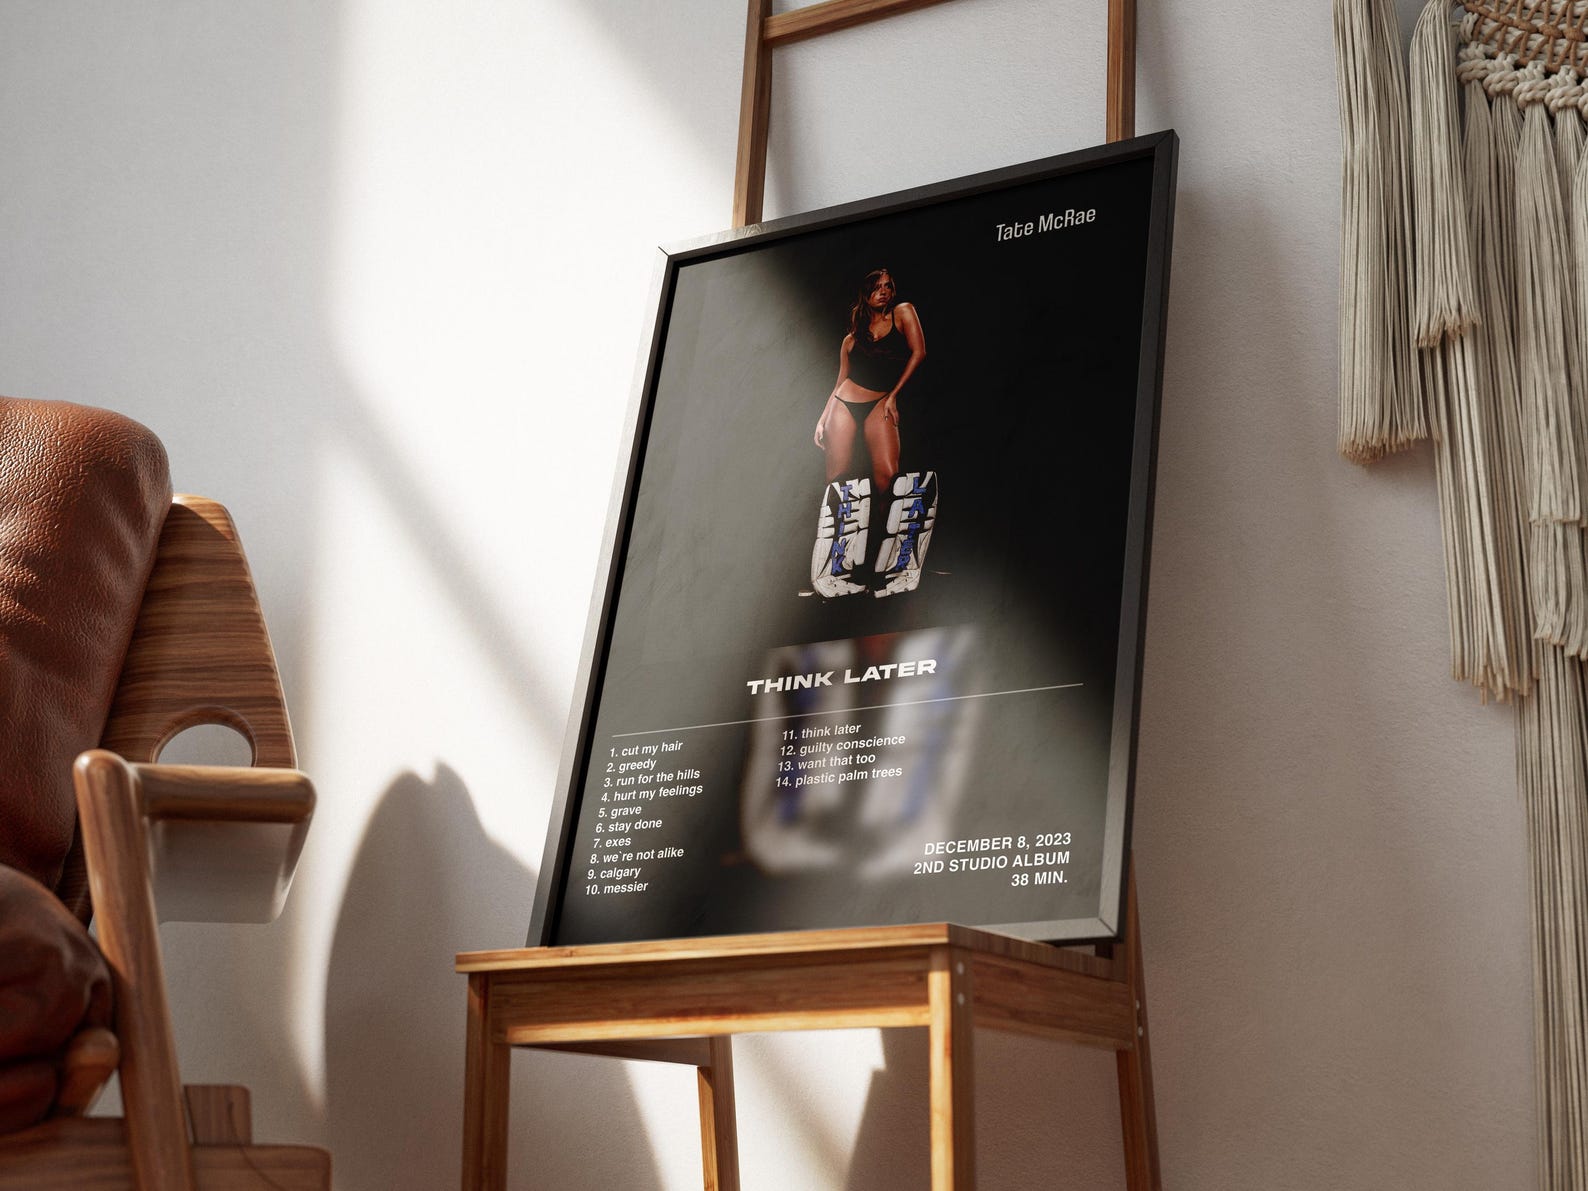 Tate McRae
THINK
LATER
THINK LATER
1. cut my hair
2. greedy
3. run for the hills
4. hurt my feelings
5. grave
6. stay done
7. exes
8. we`re not alike
9. calgary
10. messier
11. think later
12. guilty conscience
13. want that too
14. plastic palm trees
DECEMBER 8, 2023
2ND STUDIO ALBUM
38 MIN.